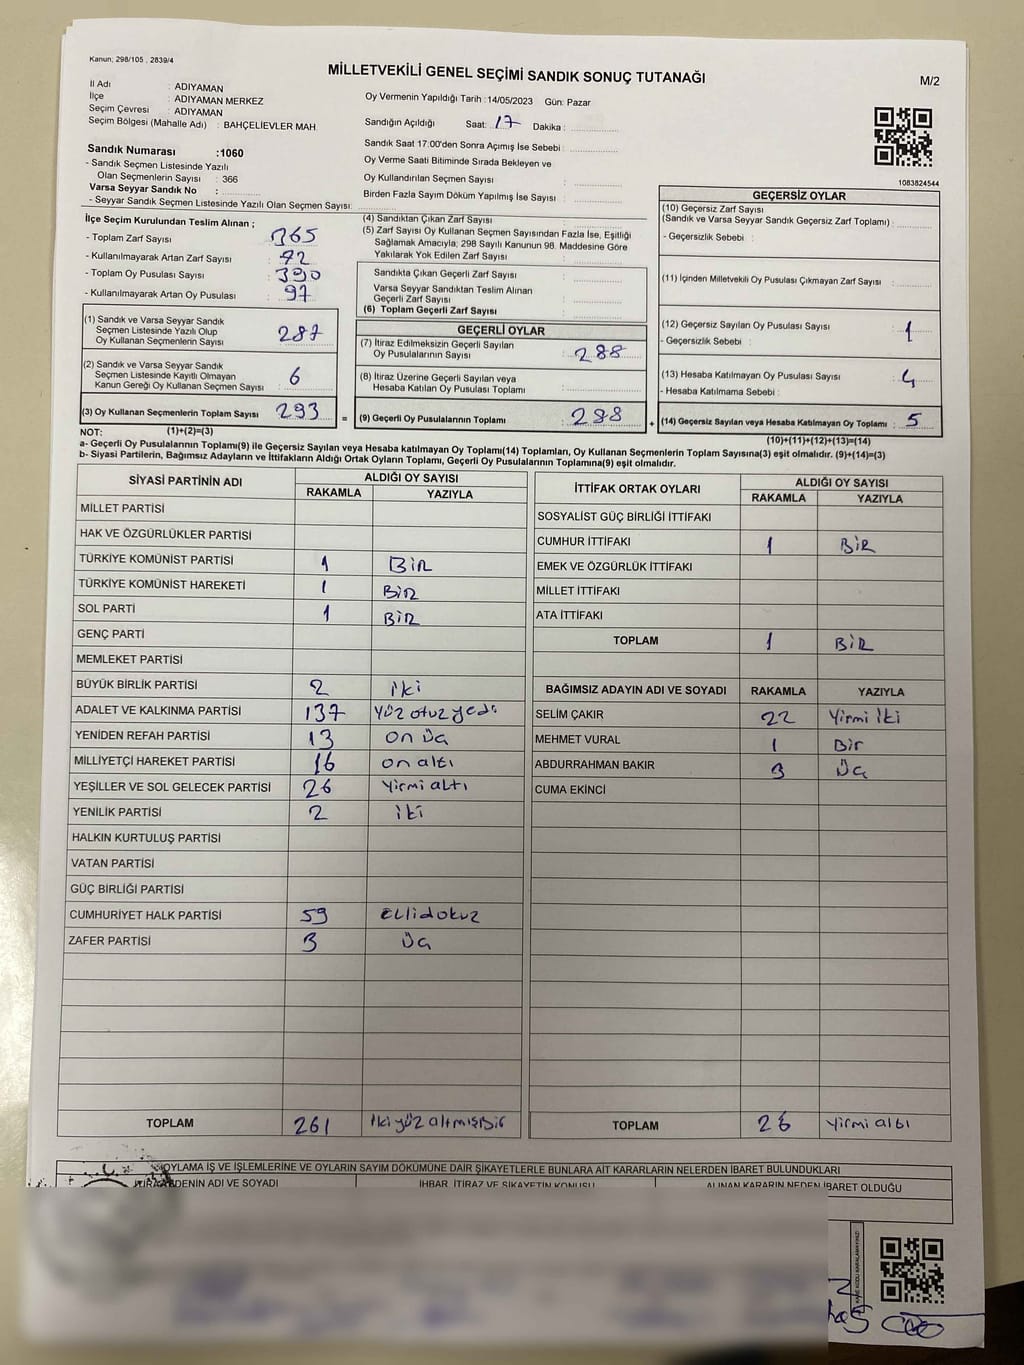 Kanun; 298/105 , 2839/4
MİLLETVEKİLİ GENEL SEÇİMİ SANDIK SONUÇ TUTANAĞI
M/2
İl Adı : ADIYAMAN
İlçe : ADIYAMAN MERKEZ
Seçim Çevresi : ADIYAMAN
Seçim Bölgesi (Mahalle Adı) : BAHÇELİEVLER MAH.
Oy Vermenin Yapıldığı Tarih :14/05/2023 Gün: Pazar
Sandığın Açıldığı Saat: 17 Dakika :
Sandık Saat 17:00'den Sonra Açımış İse Sebebi :
Oy Verme Saati Bitiminde Sırada Bekleyen ve
Oy Kullandırılan Seçmen Sayısı :
Birden Fazla Sayım Döküm Yapılmış İse Sayısı :
Sandık Numarası :1060
- Sandık Seçmen Listesinde Yazılı
Olan Seçmenlerin Sayısı : 366
Varsa Seyyar Sandık No :
- Seyyar Sandık Seçmen Listesinde Yazılı Olan Seçmen Sayısı:
1083824544
İlçe Seçim Kurulundan Teslim Alınan ;
- Toplam Zarf Sayısı : 365
- Kullanılmayarak Artan Zarf Sayısı : 72
- Toplam Oy Pusulası Sayısı : 390
- Kullanılmayarak Artan Oy Pusulası : 97
(1) Sandık ve Varsa Seyyar Sandık
Seçmen Listesinde Yazılı Olup
Oy Kullanan Seçmenlerin Sayısı : 287
(2) Sandık ve Varsa Seyyar Sandık
Seçmen Listesinde Kayıtlı Olmayan
Kanun Gereği Oy Kullanan Seçmen Sayısı : 6
(3) Oy Kullanan Seçmenlerin Toplam Sayısı : 293 =
(4) Sandıktan Çıkan Zarf Sayısı :
(5) Zarf Sayısı Oy Kullanan Seçmen Sayısından Fazla İse, Eşitliği
Sağlamak Amacıyla; 298 Sayılı Kanunun 98. Maddesine Göre
Yakılarak Yok Edilen Zarf Sayısı :
Sandıkta Çıkan Geçerli Zarf Sayısı :
Varsa Seyyar Sandıktan Teslim Alınan
Geçerli Zarf Sayısı :
(6) Toplam Geçerli Zarf Sayısı :
GEÇERLİ OYLAR
(7) İtiraz Edilmeksizin Geçerli Sayılan
Oy Pusulalarının Sayısı : 288
(8) İtiraz Üzerine Geçerli Sayılan veya
Hesaba Katılan Oy Pusulası Toplamı :
(9) Geçerli Oy Pusulalarının Toplamı : 288 +
GEÇERSİZ OYLAR
(10) Geçersiz Zarf Sayısı
(Sandık ve Varsa Seyyar Sandık Geçersiz Zarf Toplamı) :
- Geçersizlik Sebebi :
(11) İçinden Milletvekili Oy Pusulası Çıkmayan Zarf Sayısı :
(12) Geçersiz Sayılan Oy Pusulası Sayısı : 1
- Geçersizlik Sebebi :
(13) Hesaba Katılmayan Oy Pusulası Sayısı : 4
- Hesaba Katılmama Sebebi :
(14) Geçersiz Sayılan veya Hesaba Katılmayan Oy Toplamı : 5
NOT: (1)+(2)=(3) (10)+(11)+(12)+(13)=(14)
a- Geçerli Oy Pusulalarının Toplamı(9) ile Geçersiz Sayılan veya Hesaba katılmayan Oy Toplamı(14) Toplamları, Oy Kullanan Seçmenlerin Toplam Sayısına(3) eşit olmalıdır. (9)+(14)=(3)
b- Siyasi Partilerin, Bağımsız Adayların ve İttifakların Aldığı Ortak Oyların Toplamı, Geçerli Oy Pusulalarının Toplamına(9) eşit olmalıdır.
SİYASİ PARTİNİN ADI ALDIĞI OY SAYISI
RAKAMLA YAZIYLA
MİLLET PARTİSİ
HAK VE ÖZGÜRLÜKLER PARTİSİ
TÜRKİYE KOMÜNİST PARTİSİ 1 BİR
TÜRKİYE KOMÜNİST HAREKETİ 1 BİR
SOL PARTİ 1 BİR
GENÇ PARTİ
MEMLEKET PARTİSİ
BÜYÜK BİRLİK PARTİSİ 2 iki
ADALET VE KALKINMA PARTİSİ 137 Yüz otuz yedi
YENİDEN REFAH PARTİSİ 13 on üç
MİLLİYETÇİ HAREKET PARTİSİ 16 on altı
YEŞİLLER VE SOL GELECEK PARTİSİ 26 Yirmi altı
YENİLİK PARTİSİ 2 iki
HALKIN KURTULUŞ PARTİSİ
VATAN PARTİSİ
GÜÇ BİRLİĞİ PARTİSİ
CUMHURİYET HALK PARTİSİ 59 Ellidokuz
ZAFER PARTİSİ 3 Üç
TOPLAM 261 ikiyüz altmışBir
İTTİFAK ORTAK OYLARI ALDIĞI OY SAYISI
RAKAMLA YAZIYLA
SOSYALİST GÜÇ BİRLİĞİ İTTİFAKI
CUMHUR İTTİFAKI 1 BİR
EMEK VE ÖZGÜRLÜK İTTİFAKI
MİLLET İTTİFAKI
ATA İTTİFAKI
TOPLAM 1 BİR
BAĞIMSIZ ADAYIN ADI VE SOYADI RAKAMLA YAZIYLA
SELİM ÇAKIR 22 Yirmi iki
MEHMET VURAL 1 Bir
ABDURRAHMAN BAKIR 3 Üç
CUMA EKİNCİ
TOPLAM 26 Yirmi altı
OYLAMA İŞ VE İŞLEMLERİNE VE OYLARIN SAYIM DÖKÜMÜNE DAİR ŞİKAYETLERLE BUNLARA AİT KARARLARIN NELERDEN İBARET BULUNDUKLARI
EDENİN ADI VE SOYADI İHBAR, İTİRAZ VE ŞİKAYETİN KONUSU ALINAN KARARIN NEDEN İBARET OLDUĞU